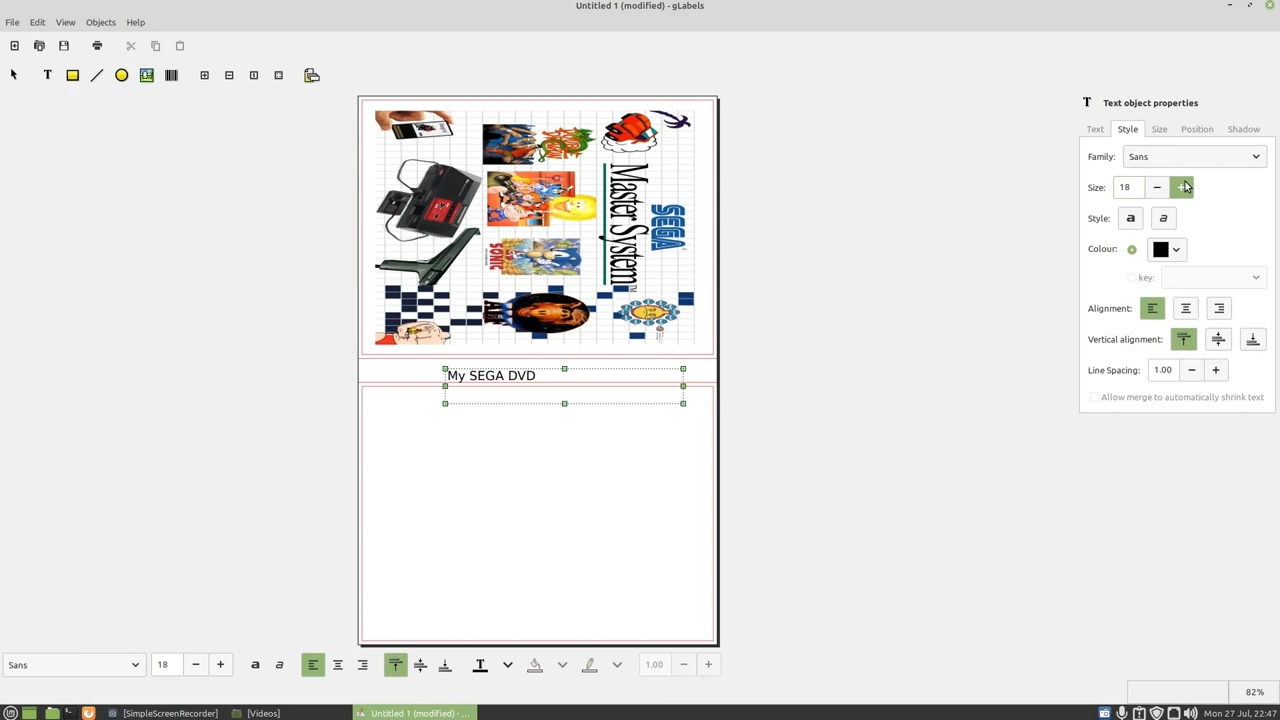 Untitled 1 (modified) - gLabels
File Edit View Objects Help
T
Text object properties
Text Style Size Position Shadow
Family: Sans
Size: 18
Style: a a
Colour:
key:
Alignment:
Vertical alignment:
Line Spacing: 1.00
Allow merge to automatically shrink text
SEGA
Master System
SONIC
My SEGA DVD
Sans 18 a a T 1.00
82%
[SimpleScreenRecorder] [Videos] Untitled 1 (modified) - ... Mon 27 Jul, 22:47